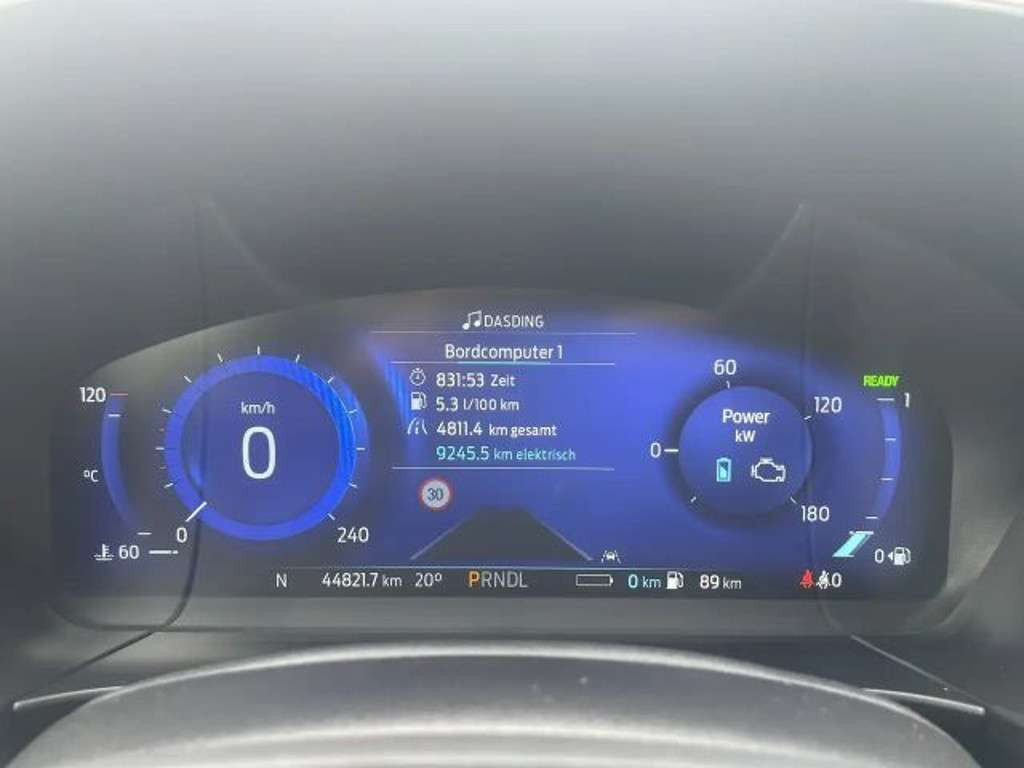 DASDING
Bordcomputer 1
831:53 Zeit
5.3 l/100 km
4811.4 km gesamt
9245.5 km elektrisch
30
120
°C
60
km/h
0
0
240
60
120
Power
kW
0
180
READY
1
0
N 44821.7 km 20° PRNDL 0 km 89 km 0